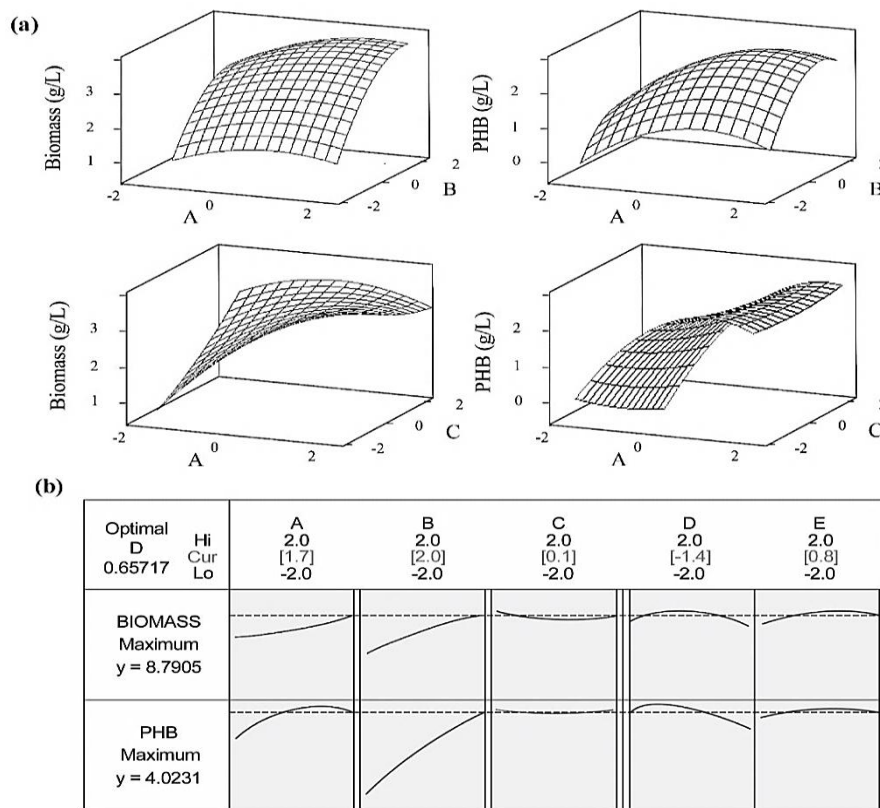 (a)
Biomass (g/L)
3
2
1
-2
0
2
A
-2
0
2
B
PHB (g/L)
2
1
0
-2
0
2
A
-2
0
B
Biomass (g/L)
3
2
1
-2
0
2
A
-2
0
2
C
PHB (g/L)
2
1
0
-2
0
2
A
-2
0
2
C
(b)
Optimal
D
0.65717
Hi
Cur
Lo
A
2.0
[1.7]
-2.0
B
2.0
[2.0]
-2.0
C
2.0
[0.1]
-2.0
D
2.0
[-1.4]
-2.0
E
2.0
[0.8]
-2.0
BIOMASS
Maximum
y = 8.7905
PHB
Maximum
y = 4.0231